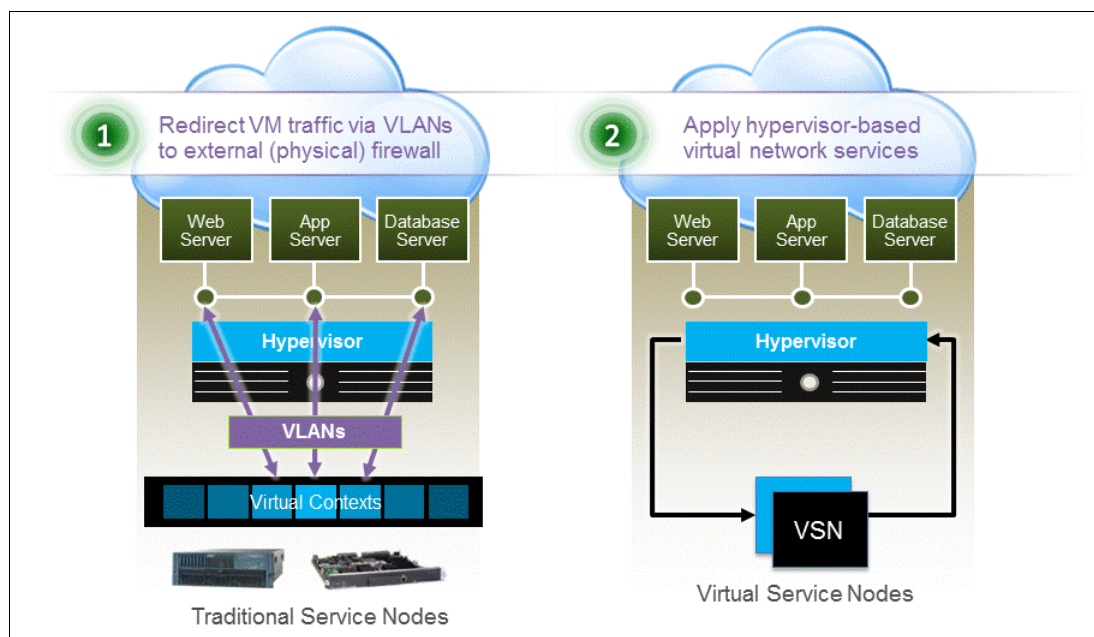 1
Redirect VM traffic via VLANs
to external (physical) firewall
Web
Server
App
Server
Database
Server
Hypervisor
VLANs
Virtual Contexts
Traditional Service Nodes
2
Apply hypervisor-based
virtual network services
Web
Server
App
Server
Database
Server
Hypervisor
VSN
Virtual Service Nodes